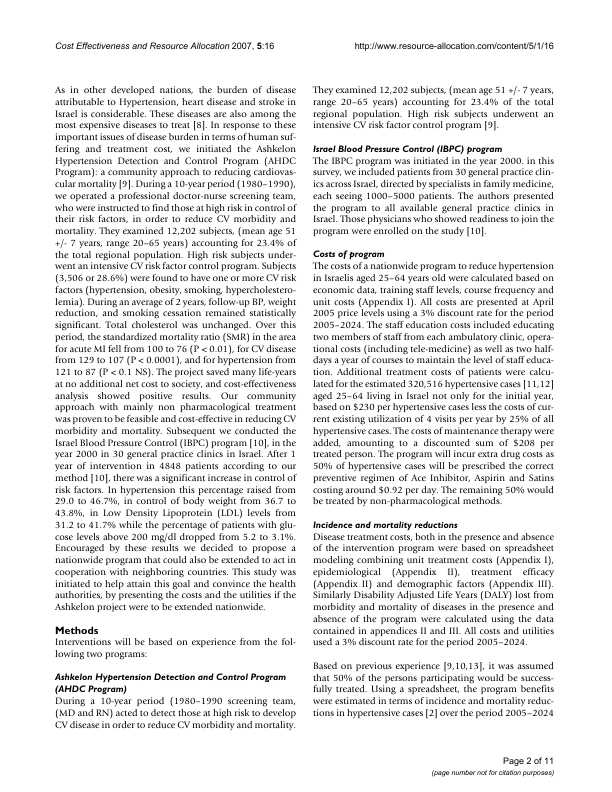 Cost Effectiveness and Resource Allocation 2007, 5:16
http://www.resource-allocation.com/content/5/1/16
As in other developed nations, the burden of disease
attributable to Hypertension, heart disease and stroke in
Israel is considerable. These diseases are also among the
most expensive diseases to treat [8]. In response to these
important issues of disease burden in terms of human suf-
fering and treatment cost, we initiated the Ashkelon
Hypertension Detection and Control Program (AHDC
Program): a community approach to reducing cardiovas-
cular mortality [9]. During a 10-year period (1980–1990),
we operated a professional doctor-nurse screening team,
who were instructed to find those at high risk in control of
their risk factors, in order to reduce CV morbidity and
mortality. They examined 12,202 subjects, (mean age 51
+/- 7 years, range 20–65 years) accounting for 23.4% of
the total regional population. High risk subjects under-
went an intensive CV risk factor control program. Subjects
(3,506 or 28.6%) were found to have one or more CV risk
factors (hypertension, obesity, smoking, hypercholestero-
lemia). During an average of 2 years, follow-up BP, weight
reduction, and smoking cessation remained statistically
significant. Total cholesterol was unchanged. Over this
period, the standardized mortality ratio (SMR) in the area
for acute MI fell from 100 to 76 (P < 0.01), for CV disease
from 129 to 107 (P < 0.0001), and for hypertension from
121 to 87 (P < 0.1 NS). The project saved many life-years
at no additional net cost to society, and cost-effectiveness
analysis showed positive results. Our community
approach with mainly non pharmacological treatment
was proven to be feasible and cost-effective in reducing CV
morbidity and mortality. Subsequent we conducted the
Israel Blood Pressure Control (IBPC) program [10], in the
year 2000 in 30 general practice clinics in Israel. After 1
year of intervention in 4848 patients according to our
method [10], there was a significant increase in control of
risk factors. In hypertension this percentage raised from
29.0 to 46.7%, in control of body weight from 36.7 to
43.8%, in Low Density Lipoprotein (LDL) levels from
31.2 to 41.7% while the percentage of patients with glu-
cose levels above 200 mg/dl dropped from 5.2 to 3.1%.
Encouraged by these results we decided to propose a
nationwide program that could also be extended to act in
cooperation with neighboring countries. This study was
initiated to help attain this goal and convince the health
authorities, by presenting the costs and the utilities if the
Ashkelon project were to be extended nationwide.
Methods
Interventions will be based on experience from the fol-
lowing two programs:
Ashkelon Hypertension Detection and Control Program
(AHDC Program)
During a 10-year period (1980–1990 screening team,
(MD and RN) acted to detect those at high risk to develop
CV disease in order to reduce CV morbidity and mortality.
They examined 12,202 subjects, (mean age 51 +/- 7 years,
range 20–65 years) accounting for 23.4% of the total
regional population. High risk subjects underwent an
intensive CV risk factor control program [9].
Israel Blood Pressure Control (IBPC) program
The IBPC program was initiated in the year 2000. in this
survey, we included patients from 30 general practice clin-
ics across Israel, directed by specialists in family medicine,
each seeing 1000–5000 patients. The authors presented
the program to all available general practice clinics in
Israel. Those physicians who showed readiness to join the
program were enrolled on the study [10].
Costs of program
The costs of a nationwide program to reduce hypertension
in Israelis aged 25–64 years old were calculated based on
economic data, training staff levels, course frequency and
unit costs (Appendix I). All costs are presented at April
2005 price levels using a 3% discount rate for the period
2005–2024. The staff education costs included educating
two members of staff from each ambulatory clinic, opera-
tional costs (including tele-medicine) as well as two half-
days a year of courses to maintain the level of staff educa-
tion. Additional treatment costs of patients were calcu-
lated for the estimated 320,516 hypertensive cases [11,12]
aged 25–64 living in Israel not only for the initial year,
based on $230 per hypertensive cases less the costs of cur-
rent existing utilization of 4 visits per year by 25% of all
hypertensive cases. The costs of maintenance therapy were
added, amounting to a discounted sum of $208 per
treated person. The program will incur extra drug costs as
50% of hypertensive cases will be prescribed the correct
preventive regimen of Ace Inhibitor, Aspirin and Satins
costing around $0.92 per day. The remaining 50% would
be treated by non-pharmacological methods.
Incidence and mortality reductions
Disease treatment costs, both in the presence and absence
of the intervention program were based on spreadsheet
modeling combining unit treatment costs (Appendix I),
epidemiological (Appendix II), treatment efficacy
(Appendix II) and demographic factors (Appendix III).
Similarly Disability Adjusted Life Years (DALY) lost from
morbidity and mortality of diseases in the presence and
absence of the program were calculated using the data
contained in appendices II and III. All costs and utilities
used a 3% discount rate for the period 2005–2024.
Based on previous experience [9,10,13], it was assumed
that 50% of the persons participating would be success-
fully treated. Using a spreadsheet, the program benefits
were estimated in terms of incidence and mortality reduc-
tions in hypertensive cases [2] over the period 2005–2024
Page 2 of 11
(page number not for citation purposes)